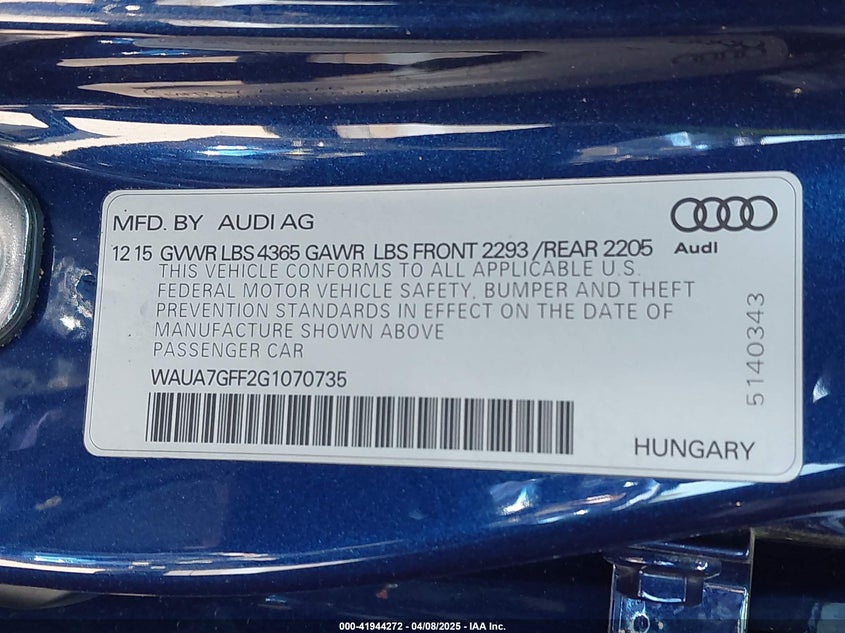 MFD. BY AUDI AG
12 15 GVWR LBS 4365 GAWR LBS FRONT 2293 /REAR 2205
Audi
THIS VEHICLE CONFORMS TO ALL APPLICABLE U.S.
FEDERAL MOTOR VEHICLE SAFETY, BUMPER AND THEFT
PREVENTION STANDARDS IN EFFECT ON THE DATE OF
MANUFACTURE SHOWN ABOVE
PASSENGER CAR
WAUA7GFF2G1070735
5140343
HUNGARY
000-41944272 - 04/08/2025 - IAA Inc.